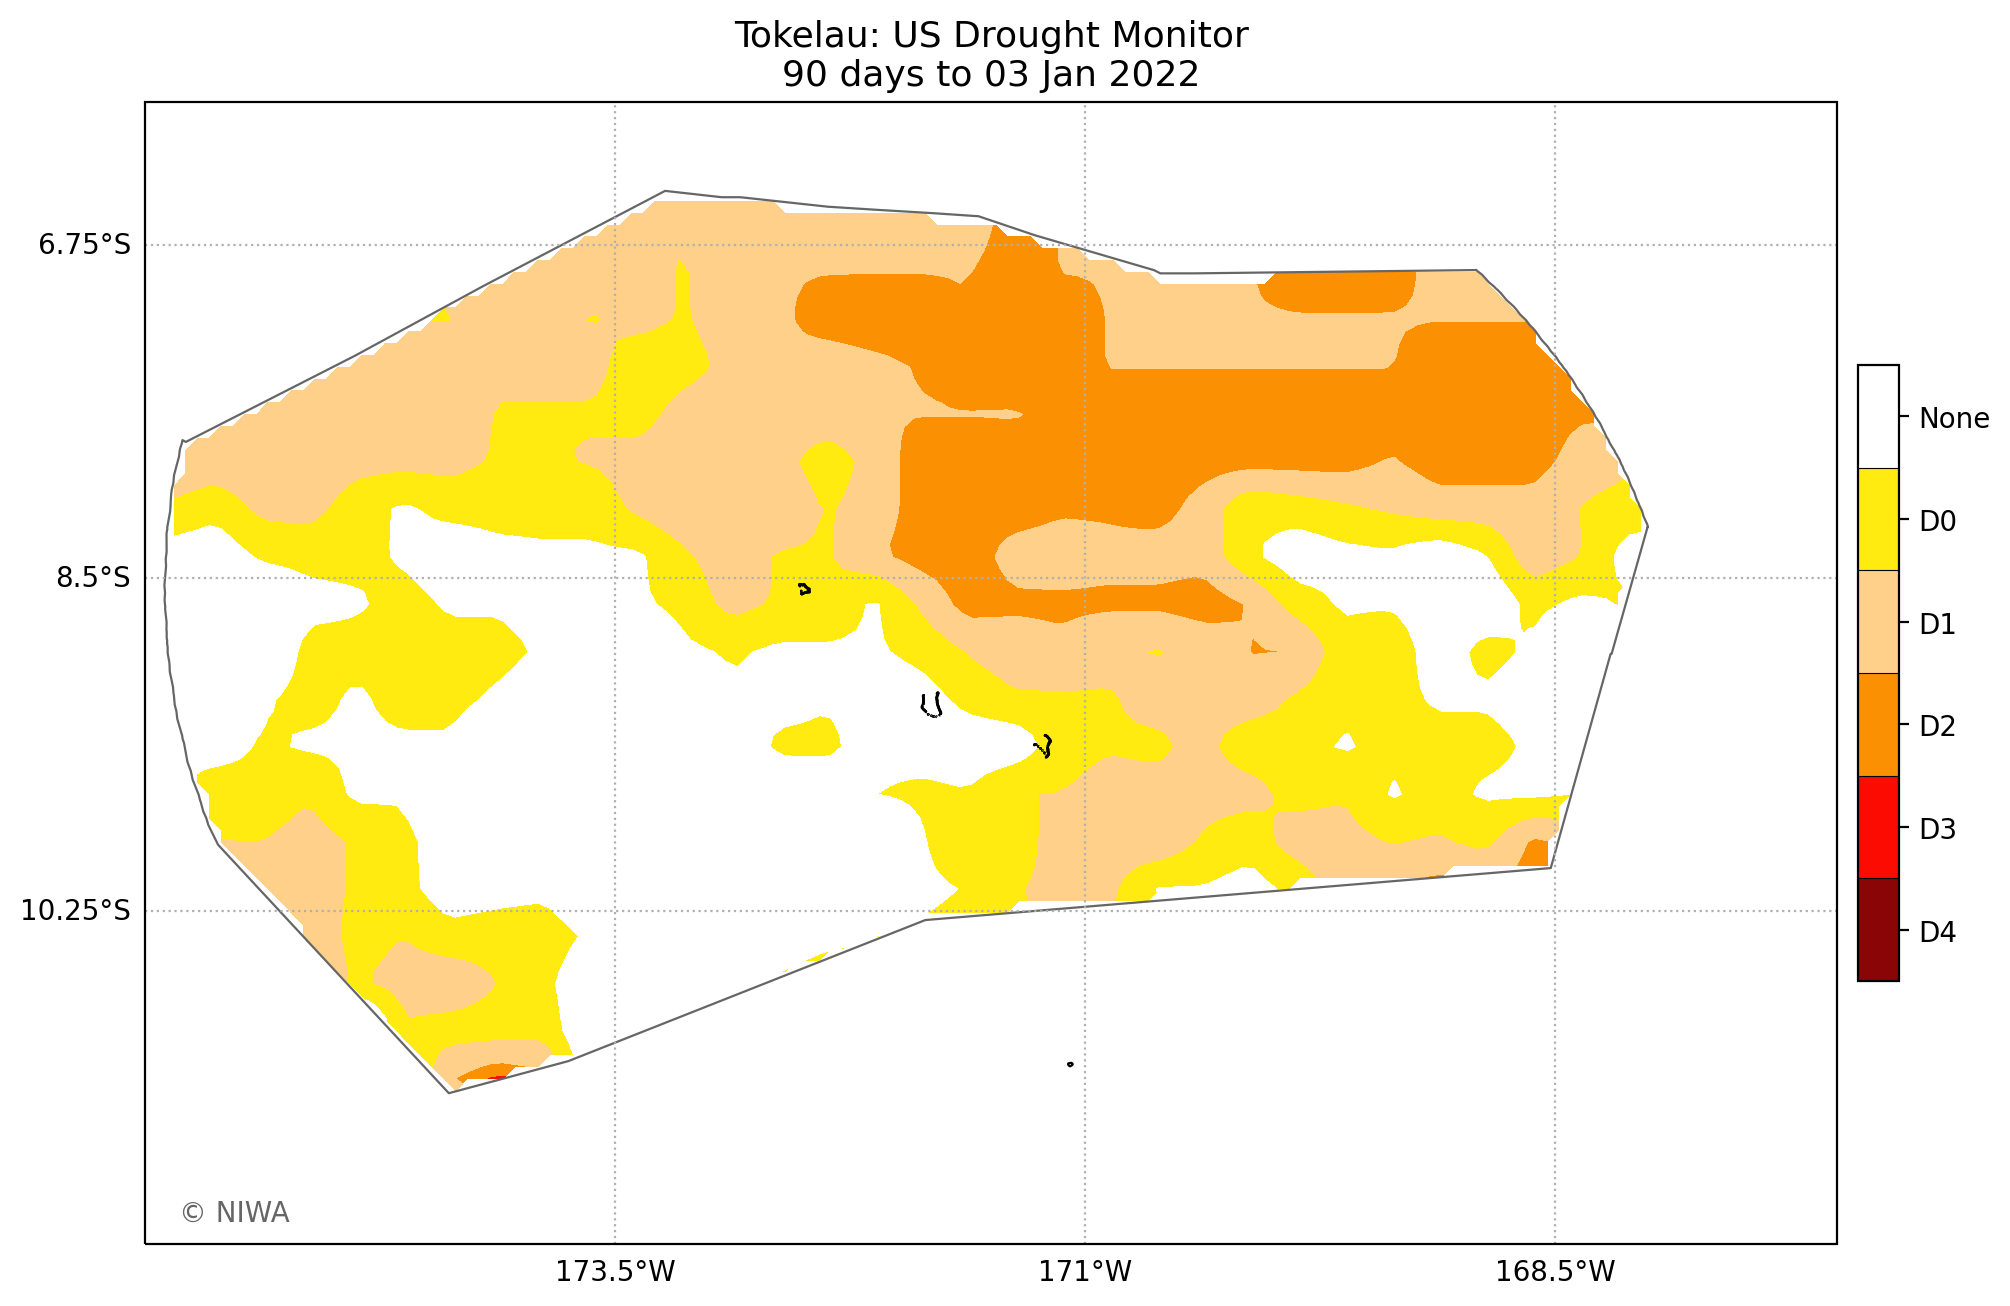 Tokelau: US Drought Monitor
90 days to 03 Jan 2022
6.75°S
8.5°S
10.25°S
173.5°W
171°W
168.5°W
None
D0
D1
D2
D3
D4
© NIWA